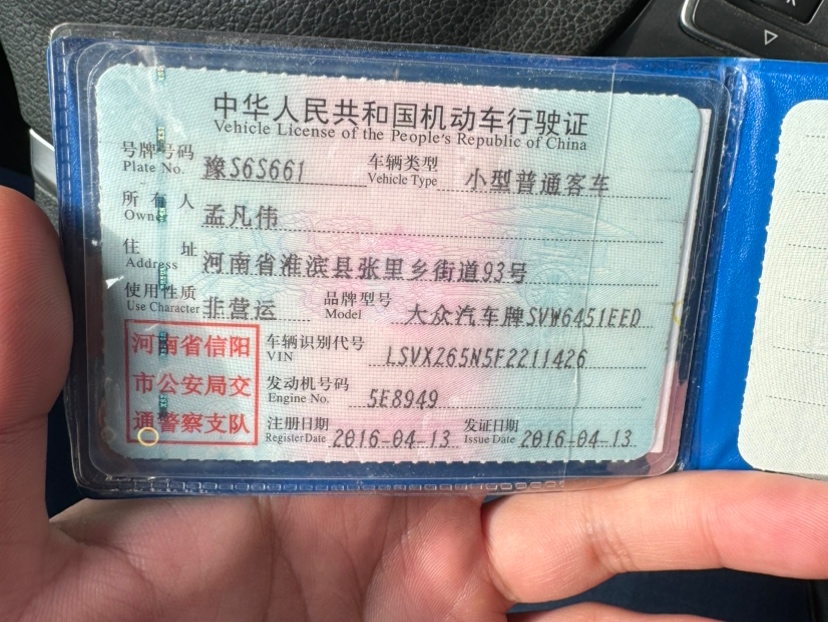 中华人民共和国机动车行驶证
Vehicle License of the People's Republic of China
号牌号码 豫S6S661 车辆类型 小型普通客车
Plate No. Vehicle Type
所有人 孟凡伟
Owner
住址 河南省淮滨县张里乡街道93号
Address
使用性质 非营运 品牌型号 大众汽车牌SVW6451EED
Use Character Model
河南省信阳
市公安局交
通警察支队
车辆识别代号 LSVX265N5F2211426
VIN
发动机号码 5E8949
Engine No.
注册日期 2016-04-13 发证日期 2016-04-13
Register Date Issue Date